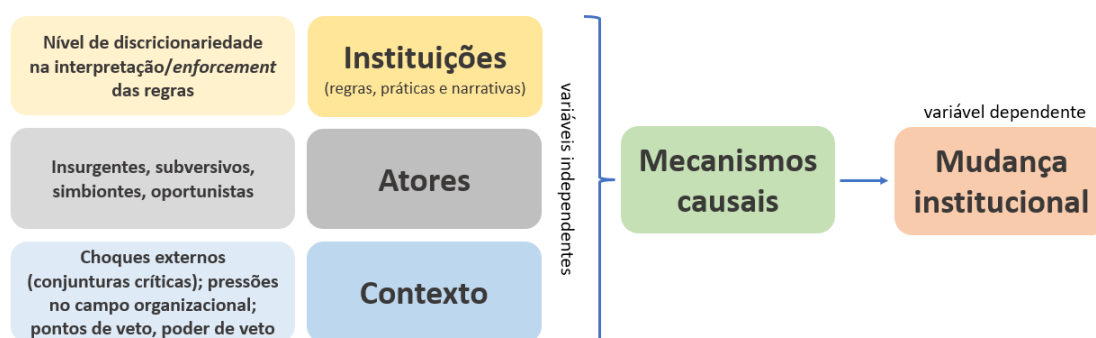 Nível de discricionariedade
na interpretação/enforcement
das regras
Instituições
(regras, práticas e narrativas)
Insurgentes, subversivos,
simbiontes, oportunistas
Atores
Choques externos
(conjunturas críticas); pressões
no campo organizacional;
pontos de veto, poder de veto
Contexto
variáveis independentes
Mecanismos
causais
variável dependente
Mudança
institucional